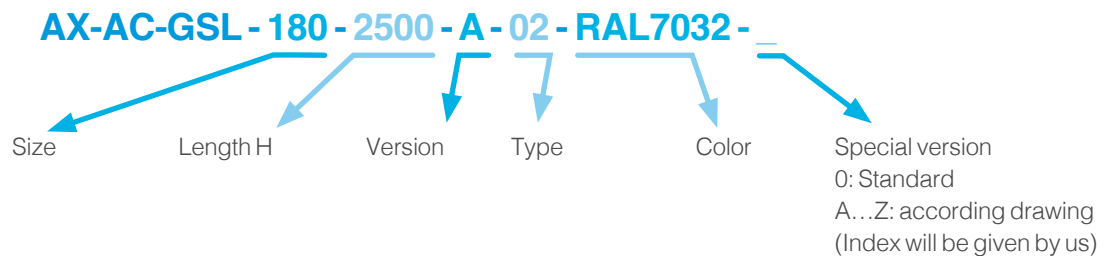 AX-AC-GSL - 180 - 2500 - A - 02 - RAL7032 - _
Size Length H Version Type Color Special version
0: Standard
A…Z: according drawing
(Index will be given by us)